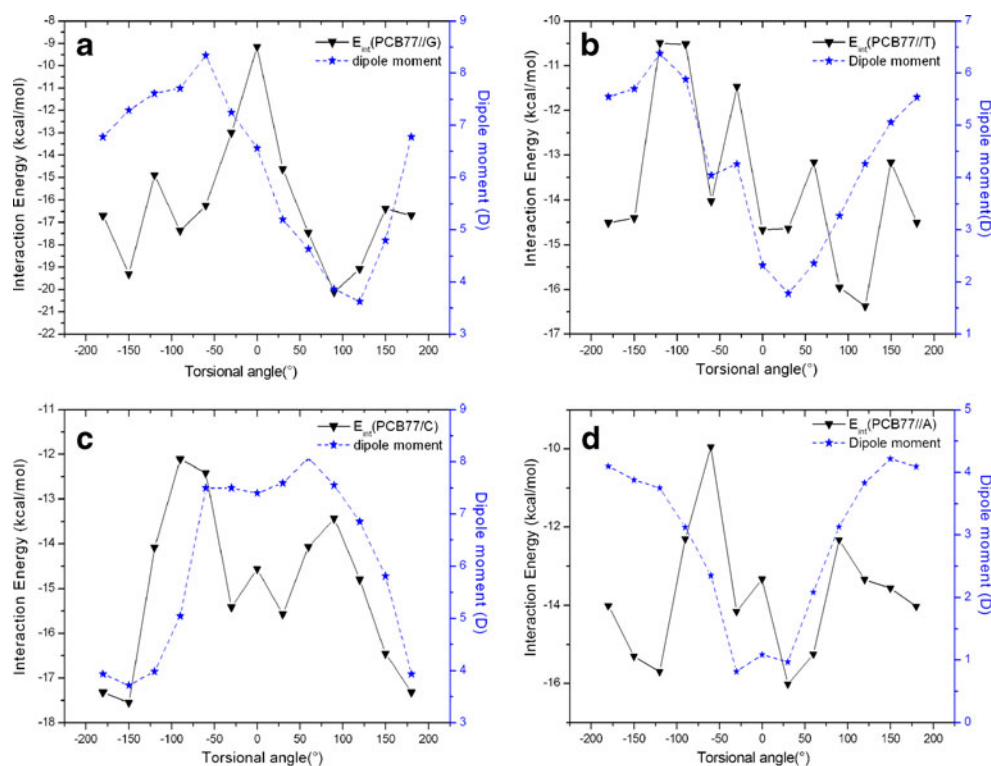 a
E_int(PCB77//G)
dipole moment
Interaction Energy (kcal/mol)
-8
-9
-10
-11
-12
-13
-14
-15
-16
-17
-18
-19
-20
-21
-22
9
8
7
6
5
4
3
Dipole moment (D)
-200 -150 -100 -50 0 50 100 150 200
Torsional angle(°)
b
E_int(PCB77//T)
Dipole moment
Interaction Energy (kcal/mol)
-10
-11
-12
-13
-14
-15
-16
-17
7
6
5
4
3
2
1
Dipole moment(D)
-200 -150 -100 -50 0 50 100 150 200
Torsional angle(°)
c
E_int(PCB77/C)
dipole moment
Interaction Energy (kcal/mol)
-11
-12
-13
-14
-15
-16
-17
-18
9
8
7
6
5
4
3
Dipole moment (D)
-200 -150 -100 -50 0 50 100 150 200
Torsional angle(°)
d
E_int(PCB77//A)
Dipole moment
Interaction Energy (kcal/mol)
-10
-12
-14
-16
5
4
3
2
1
0
Dipole moment (D)
-200 -150 -100 -50 0 50 100 150 200
Torsional angle(°)